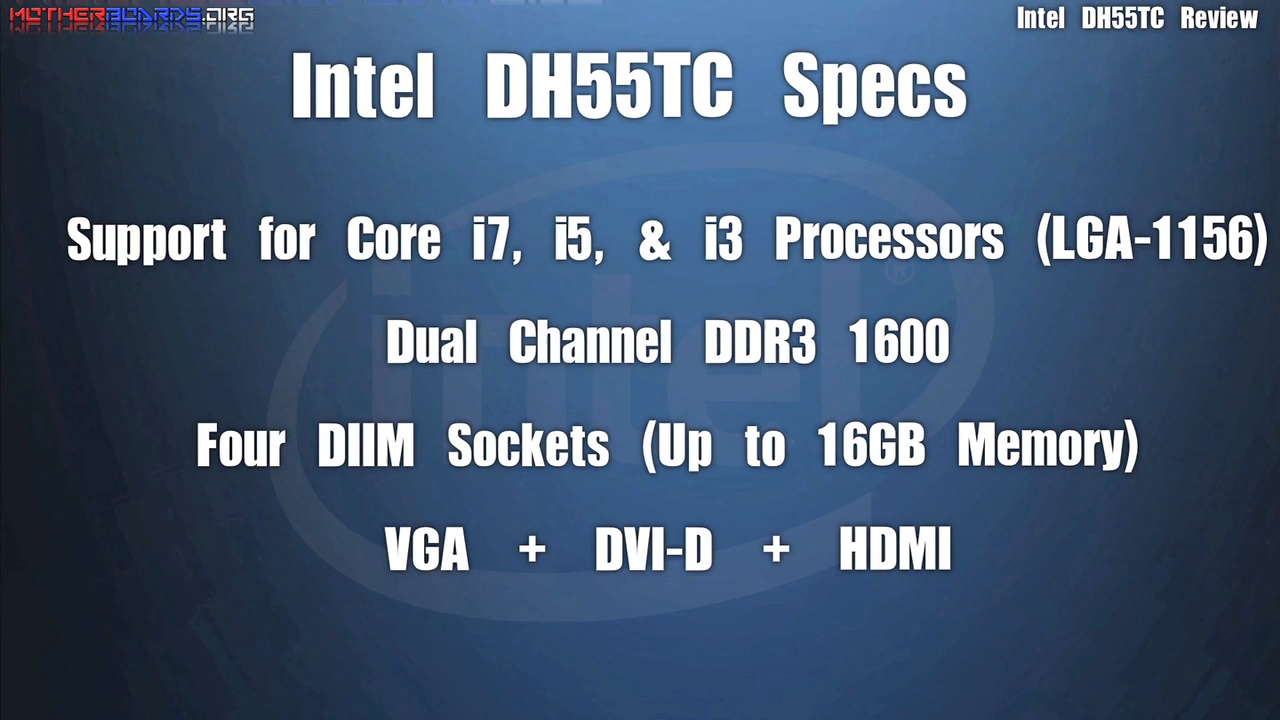 MOTHERBOARDS.ORG
Intel DH55TC Review
Intel DH55TC Specs
Support for Core i7, i5, & i3 Processors (LGA-1156)
Dual Channel DDR3 1600
Four DIIM Sockets (Up to 16GB Memory)
VGA + DVI-D + HDMI
intel®